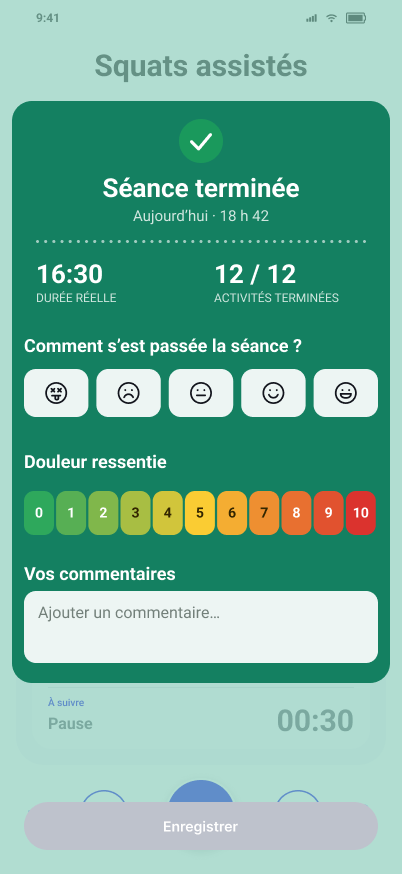 9:41
Squats assistés
Séance terminée
Aujourd’hui · 18 h 42
16:30
DURÉE RÉELLE
12 / 12
ACTIVITÉS TERMINÉES
Comment s’est passée la séance ?
Douleur ressentie
0 1 2 3 4 5 6 7 8 9 10
Vos commentaires
Ajouter un commentaire…
À suivre
Pause
00:30
Enregistrer